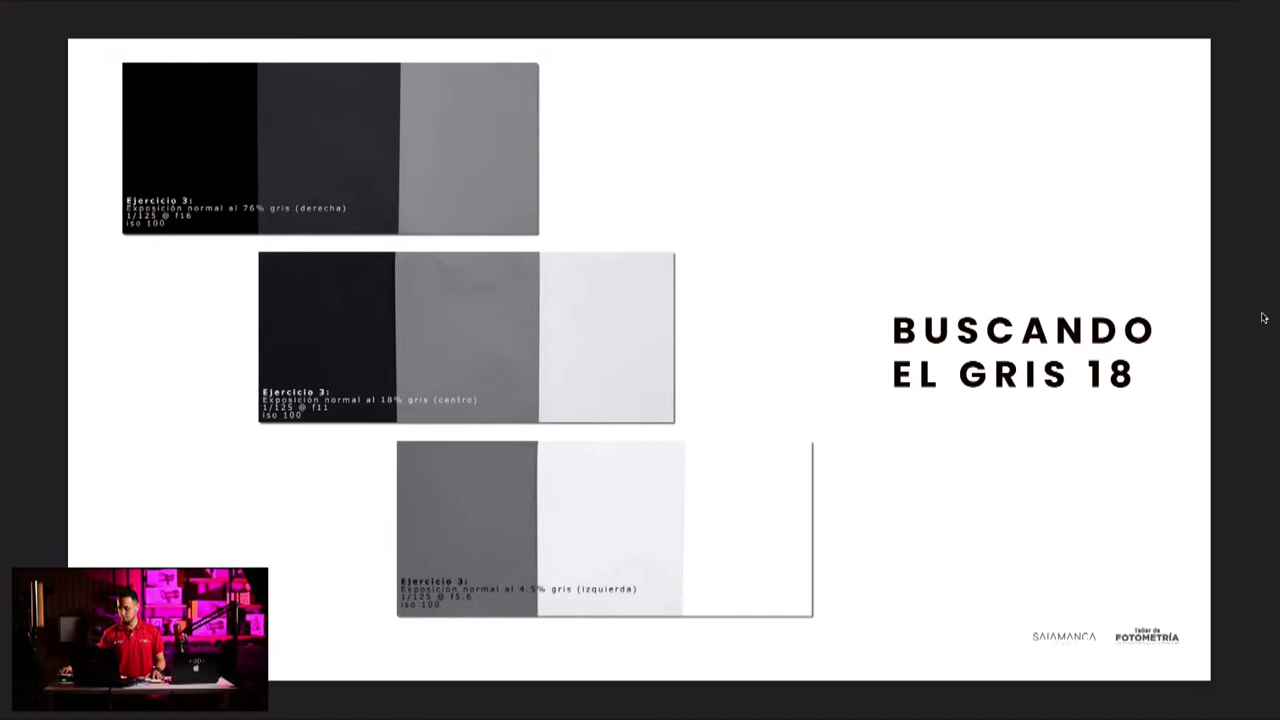 Ejercicio 3:
Exposición normal al 76% gris (derecha)
1/125 @ f16
iso 100
Ejercicio 3:
Exposición normal al 18% gris (centro)
1/125 @ f11
iso 100
BUSCANDO
EL GRIS 18
Ejercicio 3:
Exposición normal al 4.5% gris (izquierda)
1/125 @ f5.6
iso 100
SALAMANCA
Taller de
FOTOMETRÍA